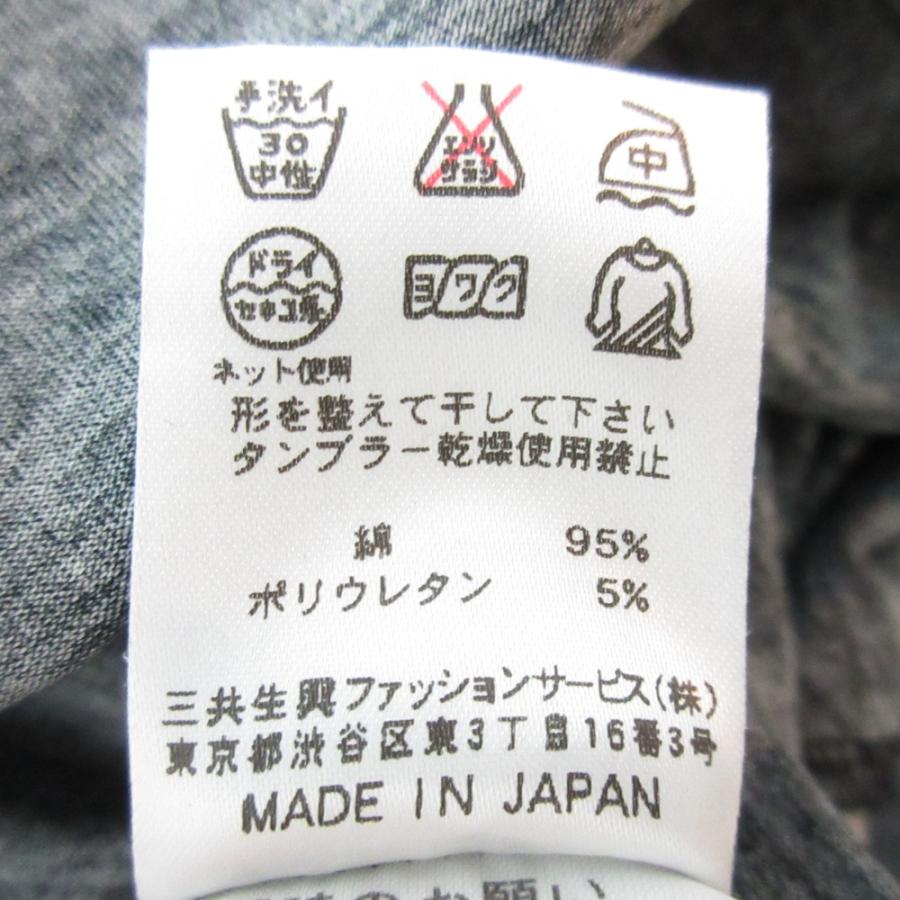 手洗イ
30
中性
エンソ
サラシ
中
ドライ
セキユ系
ヨワク
ネット使用
形を整えて干して下さい
タンブラー乾燥使用禁止
綿 95%
ポリウレタン 5%
三共生興ファッションサービス(株)
東京都渋谷区東3丁目16番3号
MADE IN JAPAN
のお願い